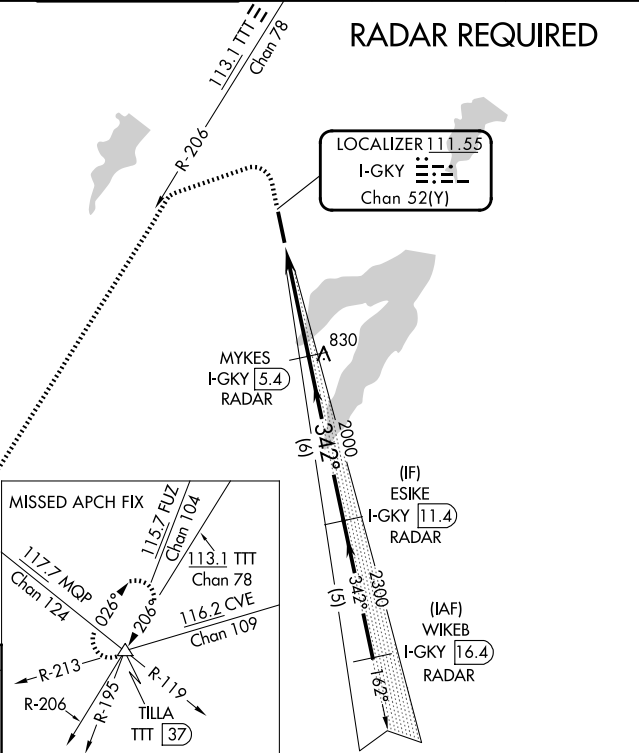 RADAR REQUIRED
113.1 TTT
Chan 78
R-206
LOCALIZER 111.55
I-GKY
Chan 52(Y)
830
MYKES
I-GKY 5.4
RADAR
342°
2000
(6)
(IF)
ESIKE
I-GKY 11.4
RADAR
342°
2300
(5)
(IAF)
WIKEB
I-GKY 16.4
RADAR
162°
MISSED APCH FIX
115.7 FUZ
Chan 104
113.1 TTT
Chan 78
117.7 MQP
Chan 124
026°
206°
116.2 CVE
Chan 109
R-213
R-206
R-195
R-119
TILLA
TTT 37